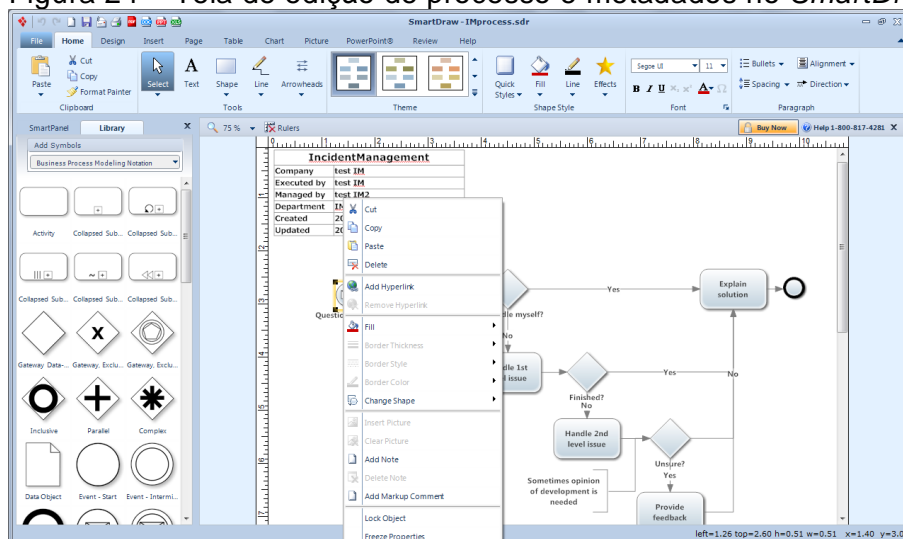 Figura 24 - Tela de edição de processo e metadados no SmartDr
SmartDraw - IMprocess.sdr
File Home Design Insert Page Table Chart Picture PowerPoint® Review Help
Paste
Cut
Copy
Format Painter
Clipboard
Select
Text
Shape
Line
Arrowheads
Tools
Theme
Quick Styles
Fill
Line
Effects
Shape Style
Segoe UI 11
B I U
Font
Bullets Alignment
Spacing Direction
Paragraph
SmartPanel Library X
75 % Rulers
Buy Now Help 1-800-817-4281 X
Add Symbols
Business Process Modeling Notation
Activity Collapsed Sub... Collapsed Sub...
Collapsed Sub... Collapsed Sub... Collapsed Sub...
Gateway Data-... Gateway, Exclu... Gateway, Exclu...
Inclusive Parallel Complex
Data Object Event - Start Event - Intermi...
IncidentManagement
Company test IM
Executed by test IM
Managed by test IM2
Department IM
Created 20
Updated 20
Cut
Copy
Paste
Delete
Add Hyperlink
Remove Hyperlink
Fill
Border Thickness
Border Style
Border Color
Change Shape
Insert Picture
Clear Picture
Add Note
Delete Note
Add Markup Comment
Lock Object
Freeze Properties
Questio
dle myself?
Yes
Explain
solution
No
dle 1st
l issue
Yes
No
Finished?
No
Handle 2nd
level issue
Unsure?
Yes
Sometimes opinion
of development is
needed
Provide
feedback
left=1.26 top=2.60 h=0.51 w=0.51 x=1.40 y=3.0